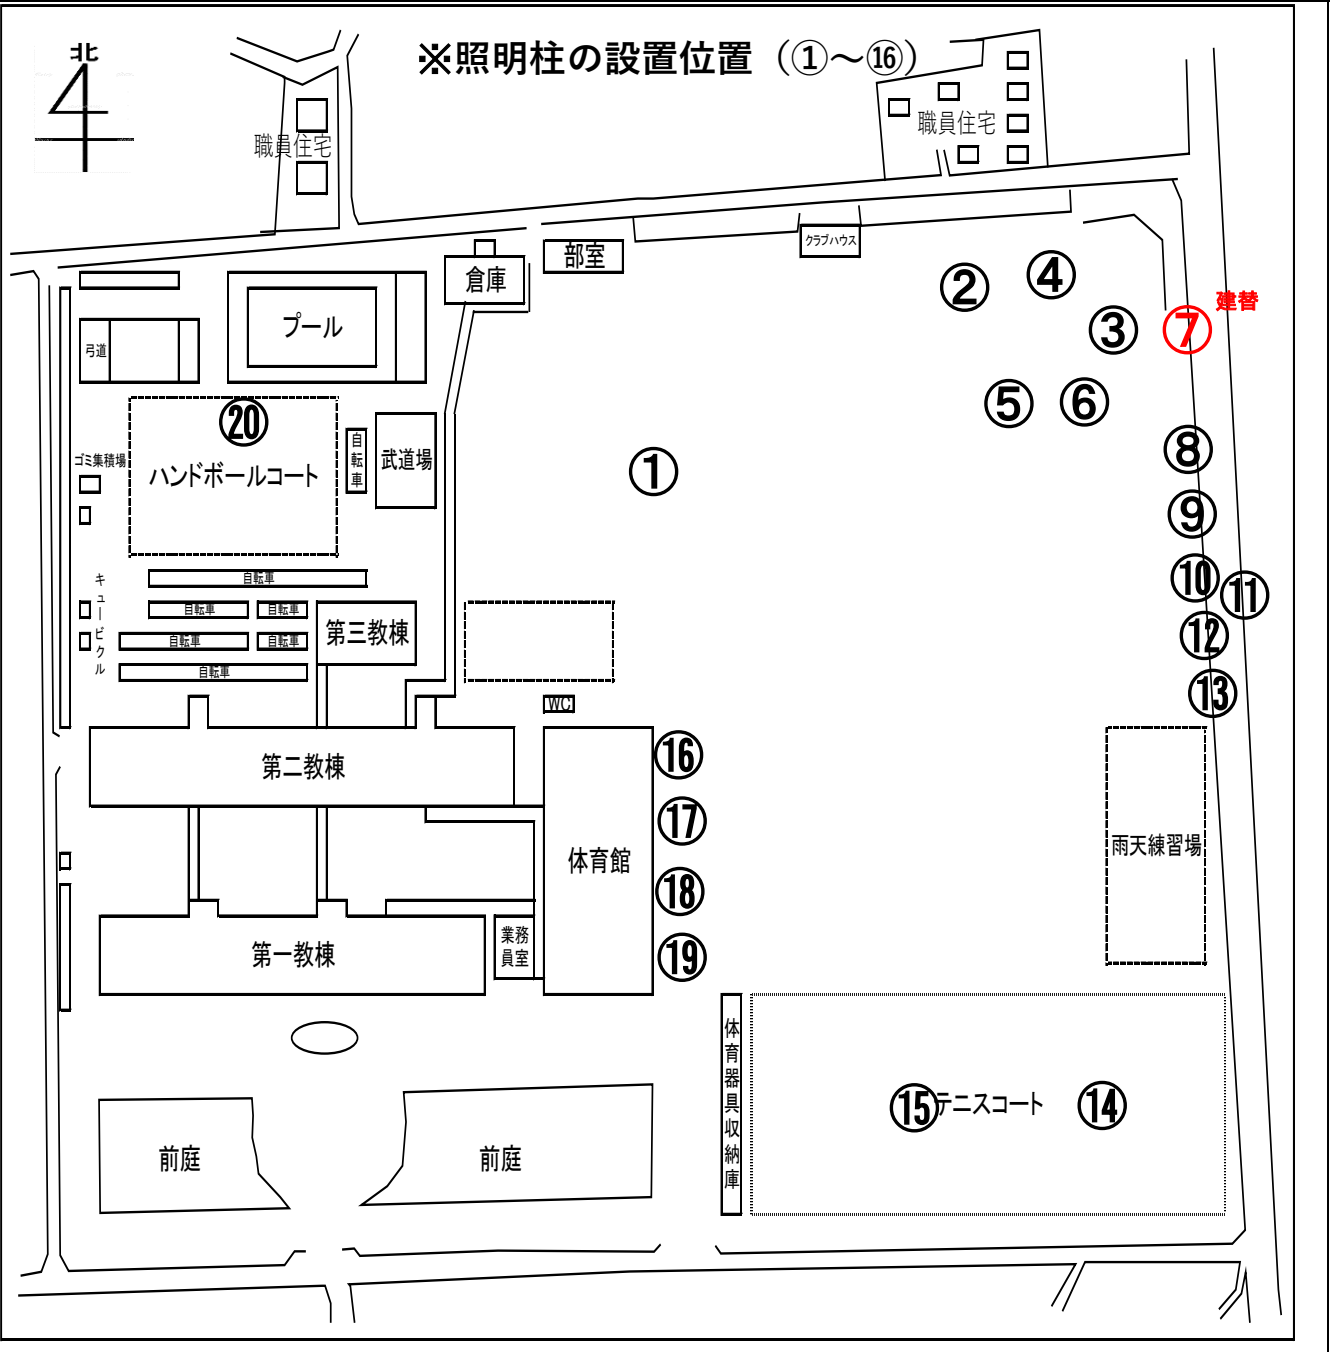 北
※照明柱の設置位置（①～⑯）
職員住宅
職員住宅
クラブハウス
部室
倉庫
②
④
建替
③
⑦
プール
弓道
⑤
⑥
⑳
⑧
自転車
武道場
ゴミ集積場
ハンドボールコート
①
⑨
キュービクル
自転車
⑩
⑪
自転車
自転車
第三教棟
⑫
自転車
自転車
自転車
⑬
WC
第二教棟
⑯
⑰
体育館
雨天練習場
⑱
第一教棟
業務
員室
⑲
体育器具収納庫
⑮
テニスコート
⑭
前庭
前庭